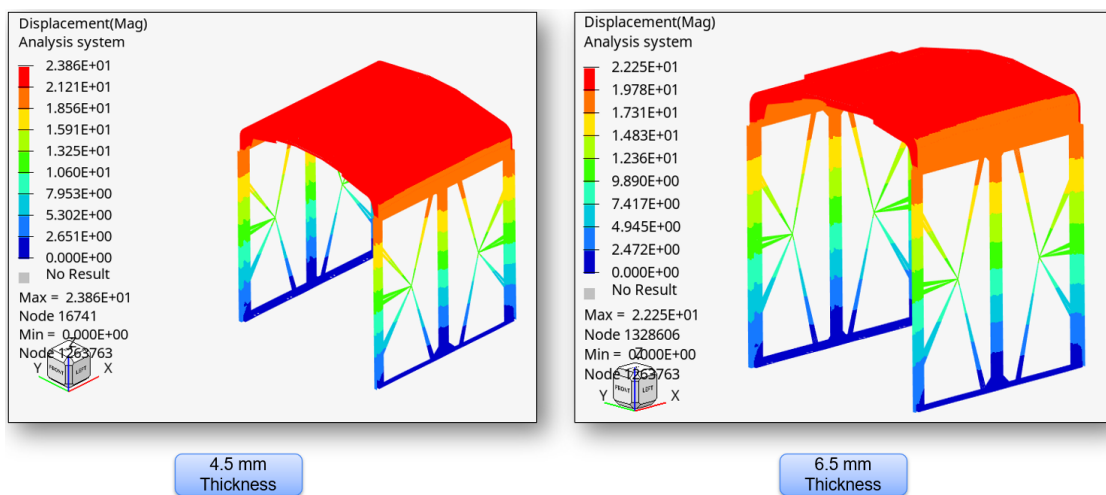 Displacement(Mag)
Analysis system
2.386E+01
2.121E+01
1.856E+01
1.591E+01
1.325E+01
1.060E+01
7.953E+00
5.302E+00
2.651E+00
0.000E+00
No Result
Max = 2.386E+01
Node 16741
Min = 0.000E+00
Node 1263763
Z
Y
X
FRONT
LEFT
4.5 mm
Thickness
Displacement(Mag)
Analysis system
2.225E+01
1.978E+01
1.731E+01
1.483E+01
1.236E+01
9.890E+00
7.417E+00
4.945E+00
2.472E+00
0.000E+00
No Result
Max = 2.225E+01
Node 1328606
Min = 0.000E+00
Node 1263763
Z
Y
X
FRONT
LEFT
6.5 mm
Thickness